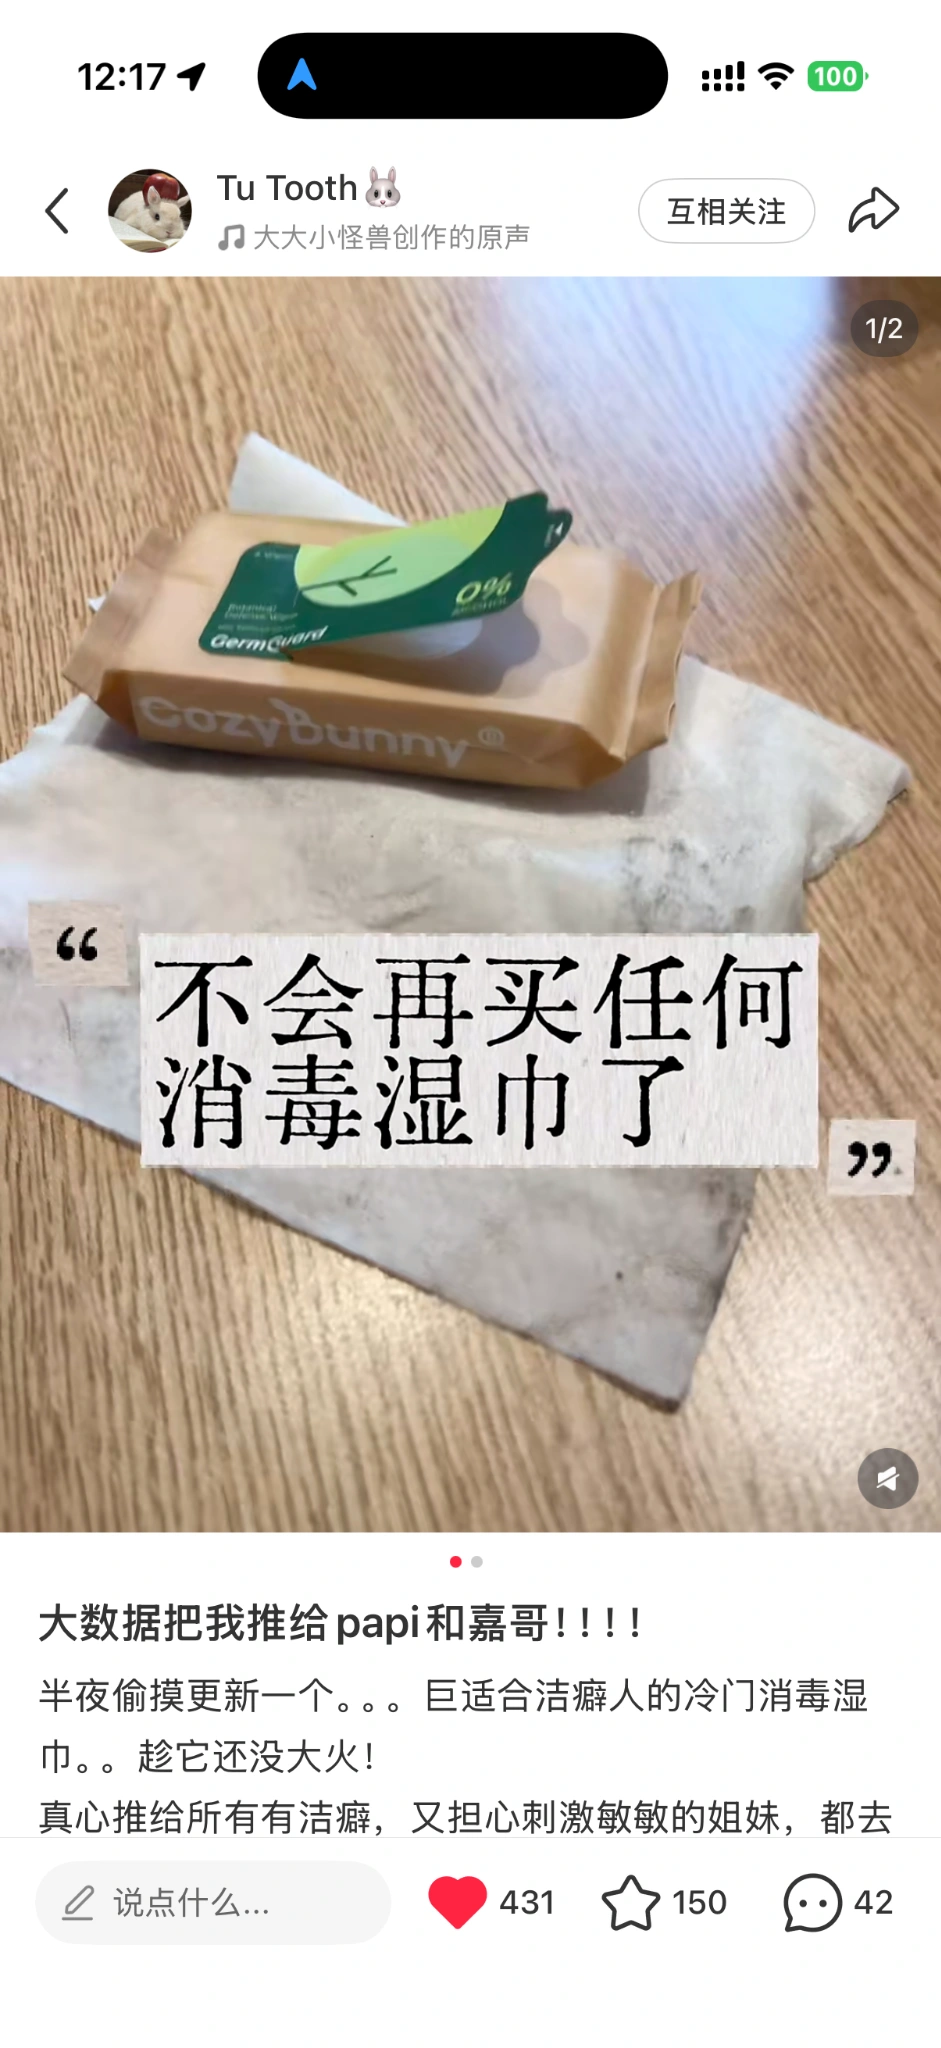 12:17
100
Tu Tooth🐰
大大小怪兽创作的原声
互相关注
1/2
0%
GermGuard
CozyBunny®
“
不会再买任何
消毒湿巾了
”
大数据把我推给papi和嘉哥！！！！
半夜偷摸更新一个。。。巨适合洁癖人的冷门消毒湿
巾。。趁它还没大火！
真心推给所有有洁癖，又担心刺激敏敏的姐妹，都去
说点什么...
431
150
42